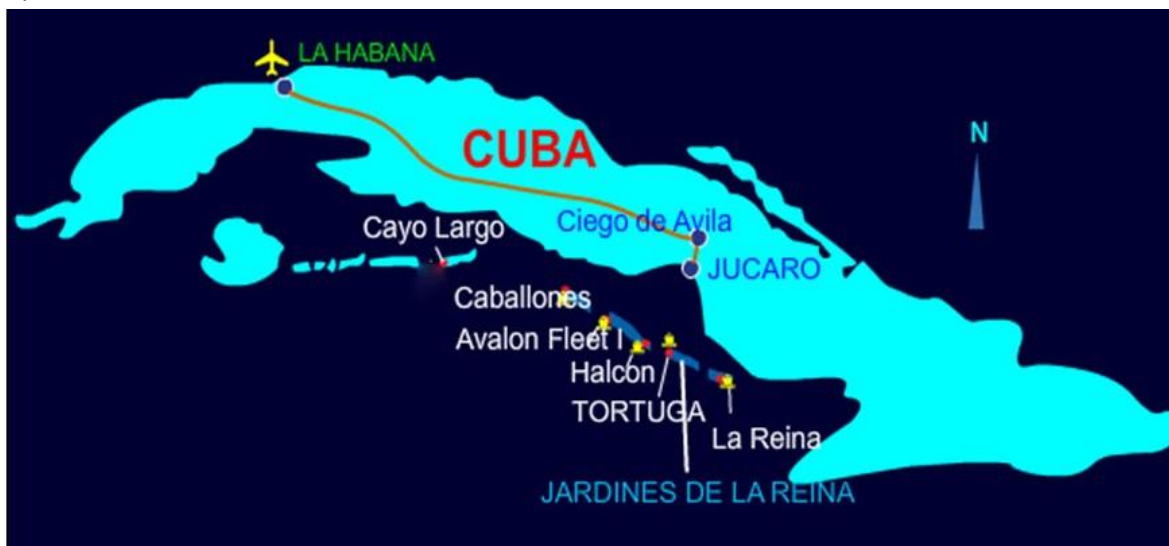 LA HABANA
CUBA
N
Ciego de Avila
Cayo Largo
JUCARO
Caballones
Avalon Fleet I
Halcon
TORTUGA
La Reina
JARDINES DE LA REINA